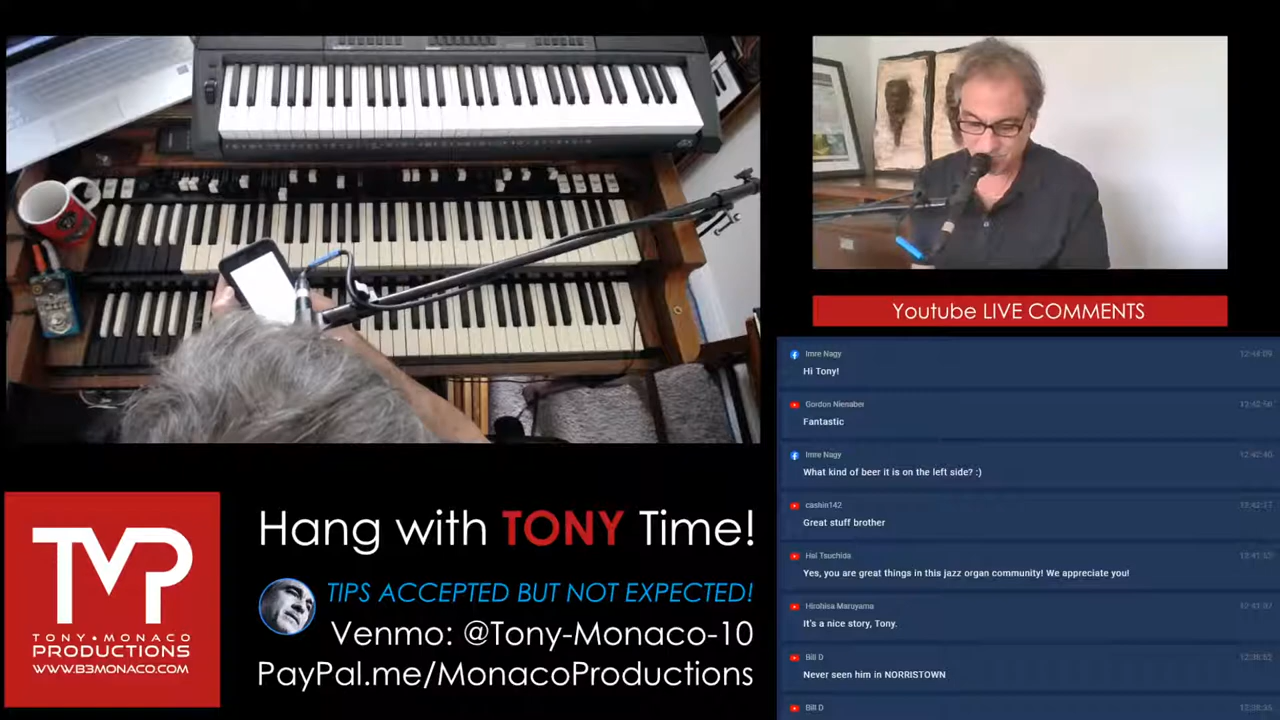 Youtube LIVE COMMENTS
Imre Nagy
Hi Tony!
Gordon Nienaber
Fantastic
Imre Nagy
What kind of beer it is on the left side? :)
cashin142
Great stuff brother
Hal Tsuchida
Yes, you are great things in this jazz organ community! We appreciate you!
Hirohisa Maruyama
It's a nice story, Tony.
Bill D
Never seen him in NORRISTOWN
Bill D
TMP
TONY • MONACO
PRODUCTIONS
WWW.B3MONACO.COM
Hang with TONY Time!
TIPS ACCEPTED BUT NOT EXPECTED!
Venmo: @Tony-Monaco-10
PayPal.me/MonacoProductions